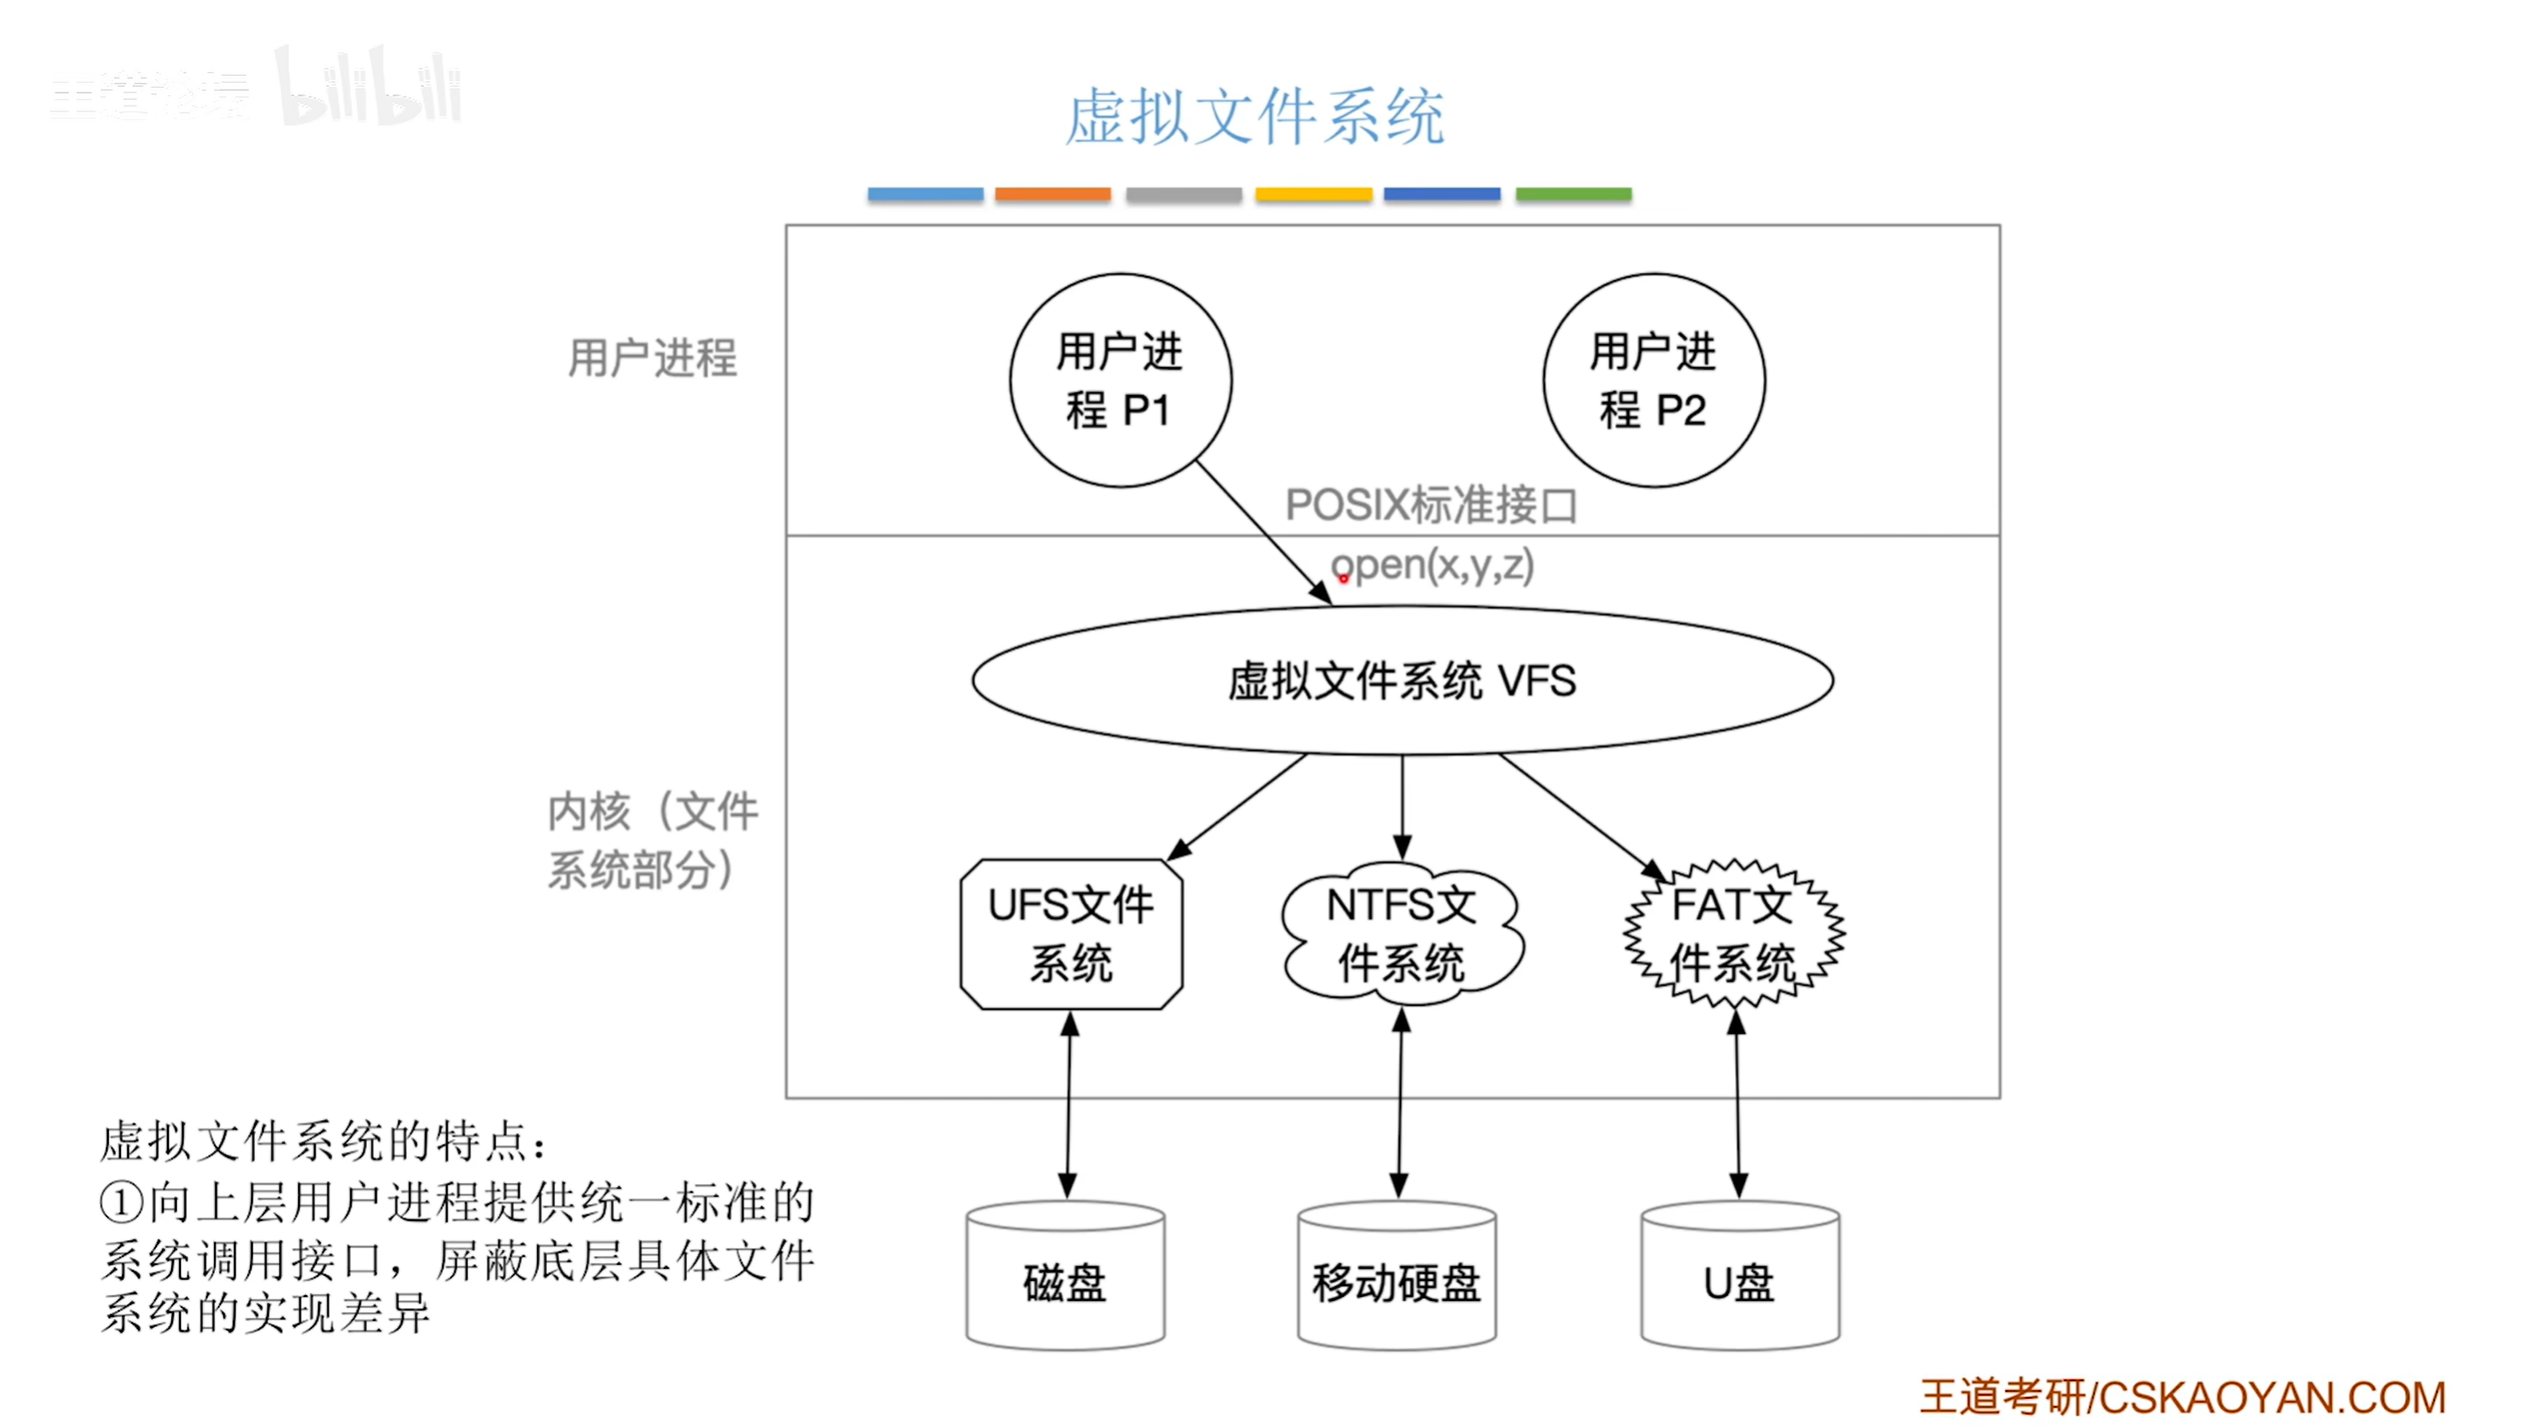 王道论坛 bilibili
虚拟文件系统
用户进程
用户进
程 P1
用户进
程 P2
POSIX标准接口
open(x,y,z)
虚拟文件系统 VFS
内核（文件
系统部分）
UFS文件
系统
NTFS文
件系统
FAT文
件系统
虚拟文件系统的特点：
①向上层用户进程提供统一标准的
系统调用接口，屏蔽底层具体文件
系统的实现差异
磁盘
移动硬盘
U盘
王道考研/CSKAOYAN.COM